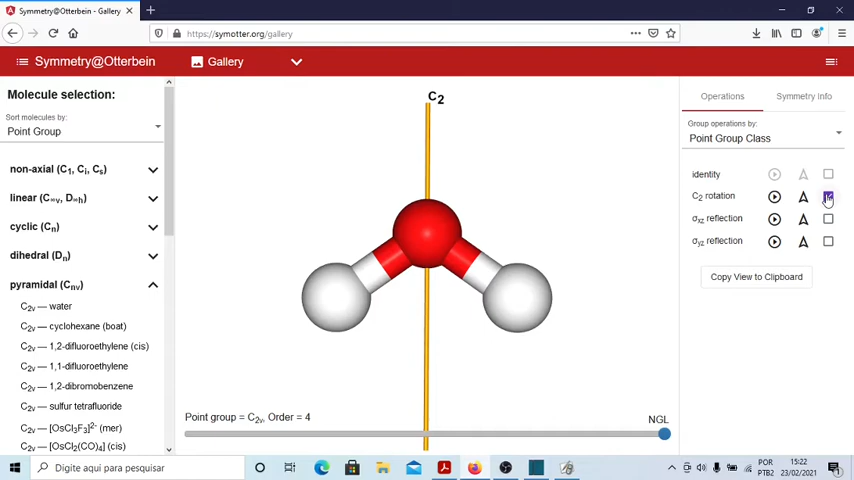 Symmetry@Otterbein - Gallery
https://symotter.org/gallery
Symmetry@Otterbein
Gallery
Molecule selection:
Sort molecules by:
Point Group
non-axial (C₁, Cᵢ, Cₛ)
linear (C∞ᵥ, D∞ₕ)
cyclic (Cₙ)
dihedral (Dₙ)
pyramidal (Cₙᵥ)
C₂ᵥ — water
C₂ᵥ — cyclohexane (boat)
C₂ᵥ — 1,2-difluoroethylene (cis)
C₂ᵥ — 1,1-difluoroethylene
C₂ᵥ — 1,2-dibromobenzene
C₂ᵥ — sulfur tetrafluoride
C₂ᵥ — [OsCl₃F₃]²⁻ (mer)
C₂ᵥ — [OsCl₂(CO)₄] (cis)
C₂
Point group = C₂ᵥ, Order = 4
NGL
Operations
Symmetry Info
Group operations by:
Point Group Class
identity
C₂ rotation
σxz reflection
σyz reflection
Copy View to Clipboard
Digite aqui para pesquisar
POR
PTB2
15:22
23/02/2021
1